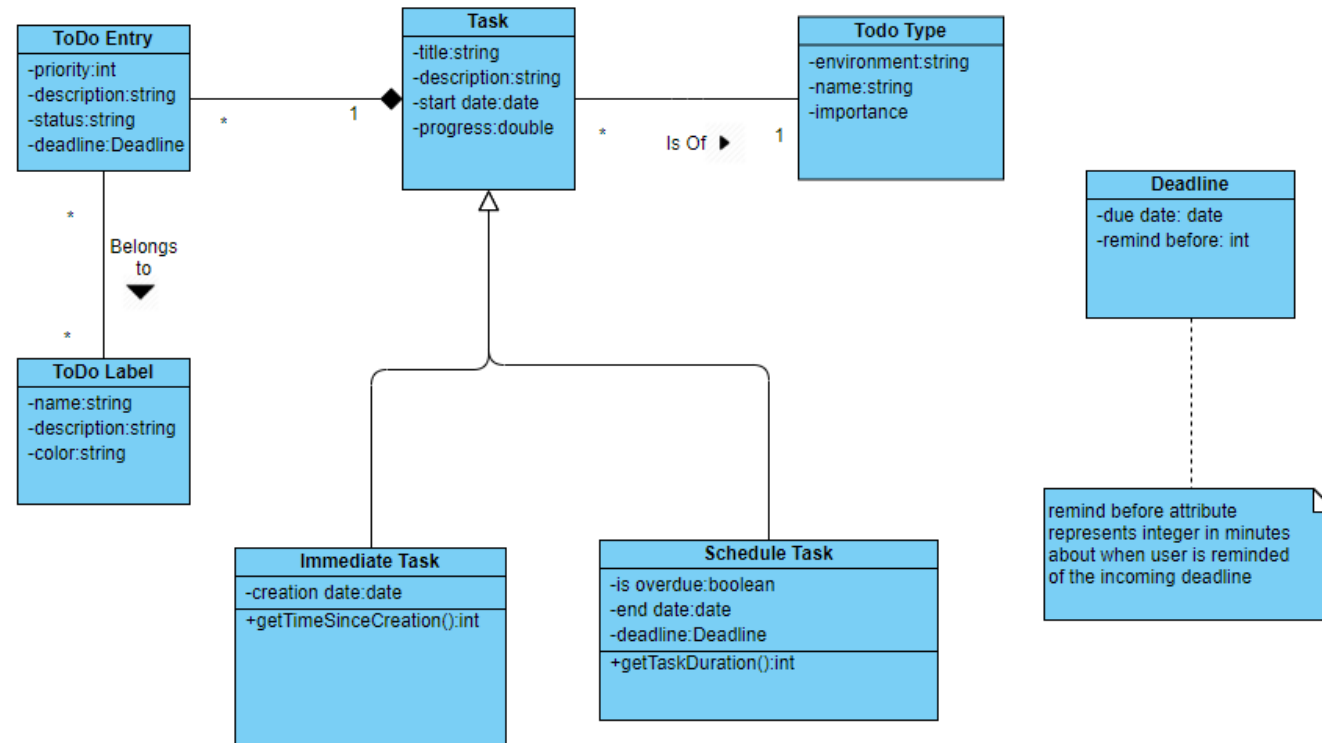 ToDo Entry
-priority:int
-description:string
-status:string
-deadline:Deadline
*
1
Task
-title:string
-description:string
-start date:date
-progress:double
*
Is Of
1
Todo Type
-environment:string
-name:string
-importance
Deadline
-due date: date
-remind before: int
*
Belongs
to
*
ToDo Label
-name:string
-description:string
-color:string
Immediate Task
-creation date:date
+getTimeSinceCreation():int
Schedule Task
-is overdue:boolean
-end date:date
-deadline:Deadline
+getTaskDuration():int
remind before attribute
represents integer in minutes
about when user is reminded
of the incoming deadline